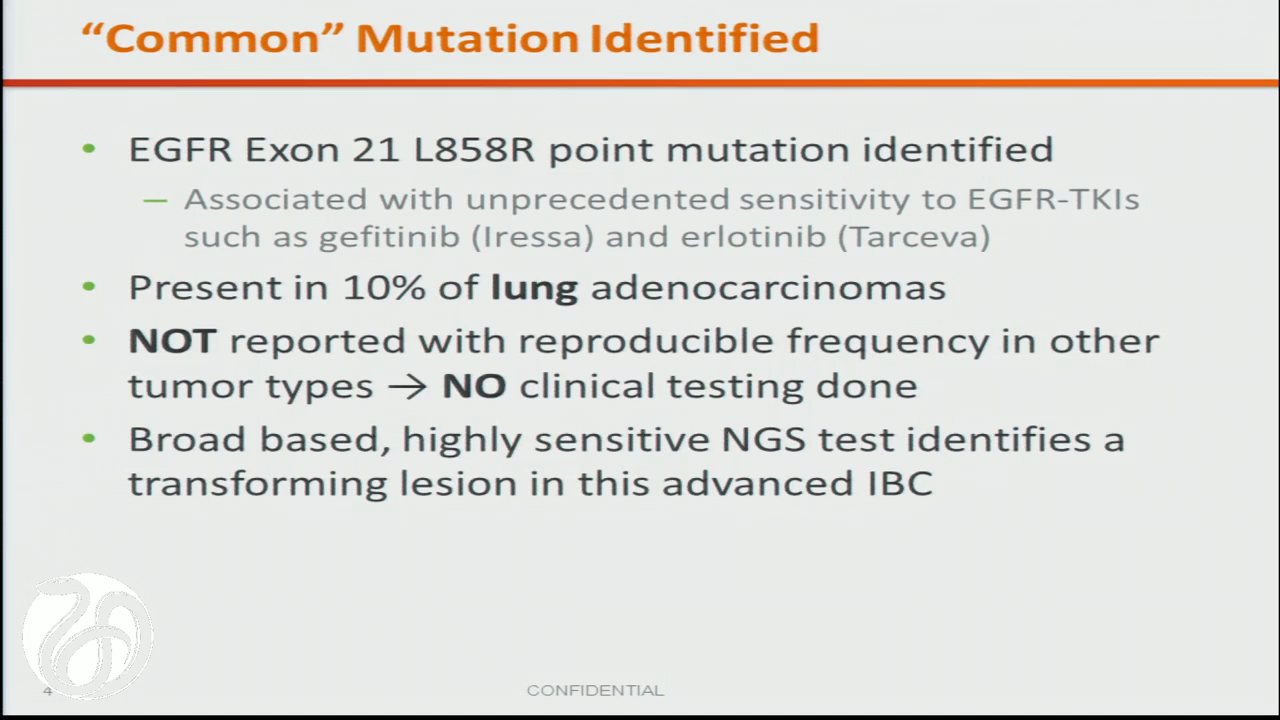 “Common” Mutation Identified
• EGFR Exon 21 L858R point mutation identified
– Associated with unprecedented sensitivity to EGFR-TKIs
such as gefitinib (Iressa) and erlotinib (Tarceva)
• Present in 10% of lung adenocarcinomas
• NOT reported with reproducible frequency in other
tumor types → NO clinical testing done
• Broad based, highly sensitive NGS test identifies a
transforming lesion in this advanced IBC
4
CONFIDENTIAL